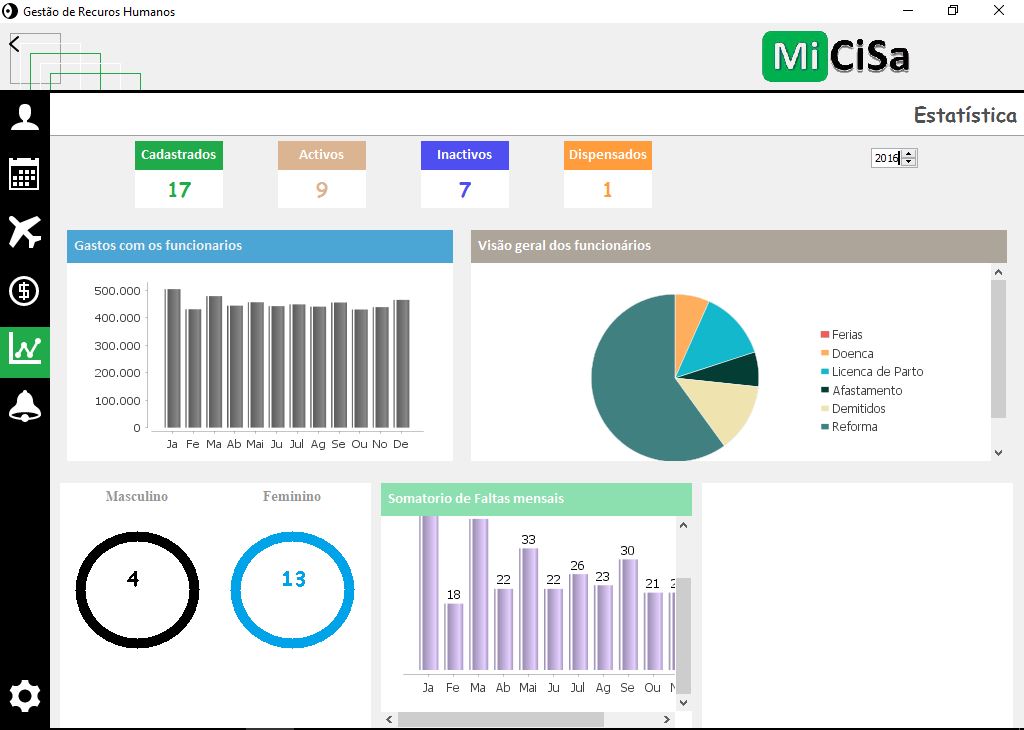 Gestão de Recuros Humanos
MiCiSa
Estatística
Cadastrados Activos Inactivos Dispensados
17 9 7 1
2016
Gastos com os funcionarios
500.000
400.000
300.000
200.000
100.000
0
Ja Fe Ma Ab Mai Ju Jul Ag Se Ou No De
Visão geral dos funcionários
Ferias
Doenca
Licenca de Parto
Afastamento
Demitidos
Reforma
Masculino Feminino
4 13
Somatorio de Faltas mensais
18 22 33 22 26 23 30 21
Ja Fe Ma Ab Mai Ju Jul Ag Se Ou